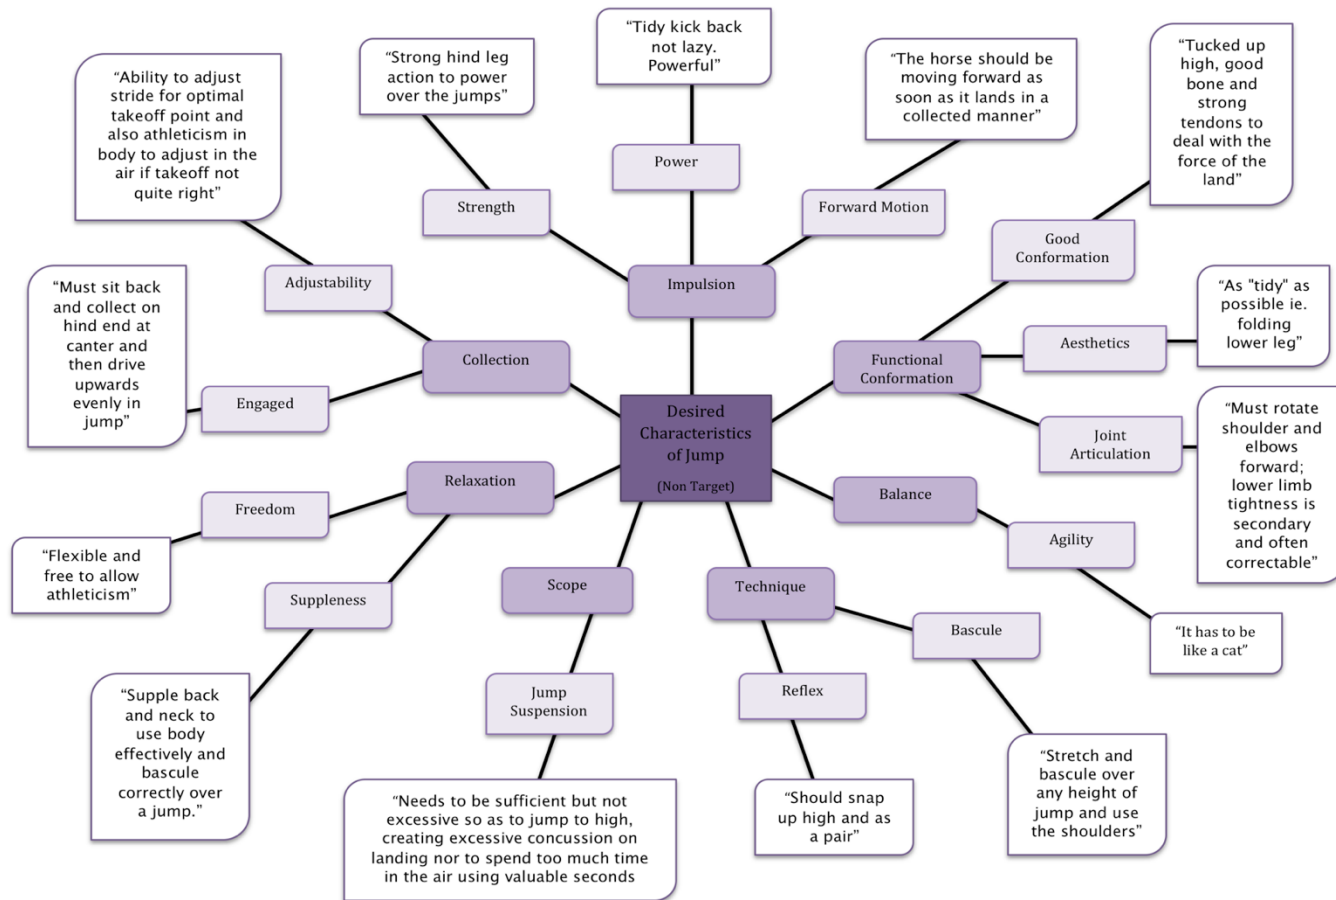 “Tidy kick back
not lazy.
Powerful”
“Strong hind leg
action to power
over the jumps”
“The horse should be
moving forward as
soon as it lands in a
collected manner”
“Tucked up
high, good
bone and
strong
tendons to
deal with the
force of the
land”
“Ability to adjust
stride for optimal
takeoff point and
also athleticism in
body to adjust in the
air if takeoff not
quite right”
Power
Strength
Forward Motion
Good
Conformation
Adjustability
Impulsion
“Must sit back
and collect on
hind end at
canter and
then drive
upwards
evenly in
jump”
“As "tidy" as
possible ie.
folding
lower leg”
Aesthetics
Collection
Functional
Conformation
Engaged
Desired
Characteristics
of Jump
(Non Target)
Joint
Articulation
“Must rotate
shoulder and
elbows
forward;
lower limb
tightness is
secondary
and often
correctable”
Relaxation
Balance
Freedom
Agility
“Flexible and
free to allow
athleticism”
Suppleness
Scope
Technique
Bascule
“It has to be
like a cat”
“Supple back
and neck to
use body
effectively and
bascule
correctly over
a jump.”
Jump
Suspension
Reflex
“Stretch and
bascule over
any height of
jump and use
the shoulders”
“Needs to be sufficient but not
excessive so as to jump to high,
creating excessive concussion on
landing nor to spend too much time
in the air using valuable seconds
“Should snap
up high and as
a pair”